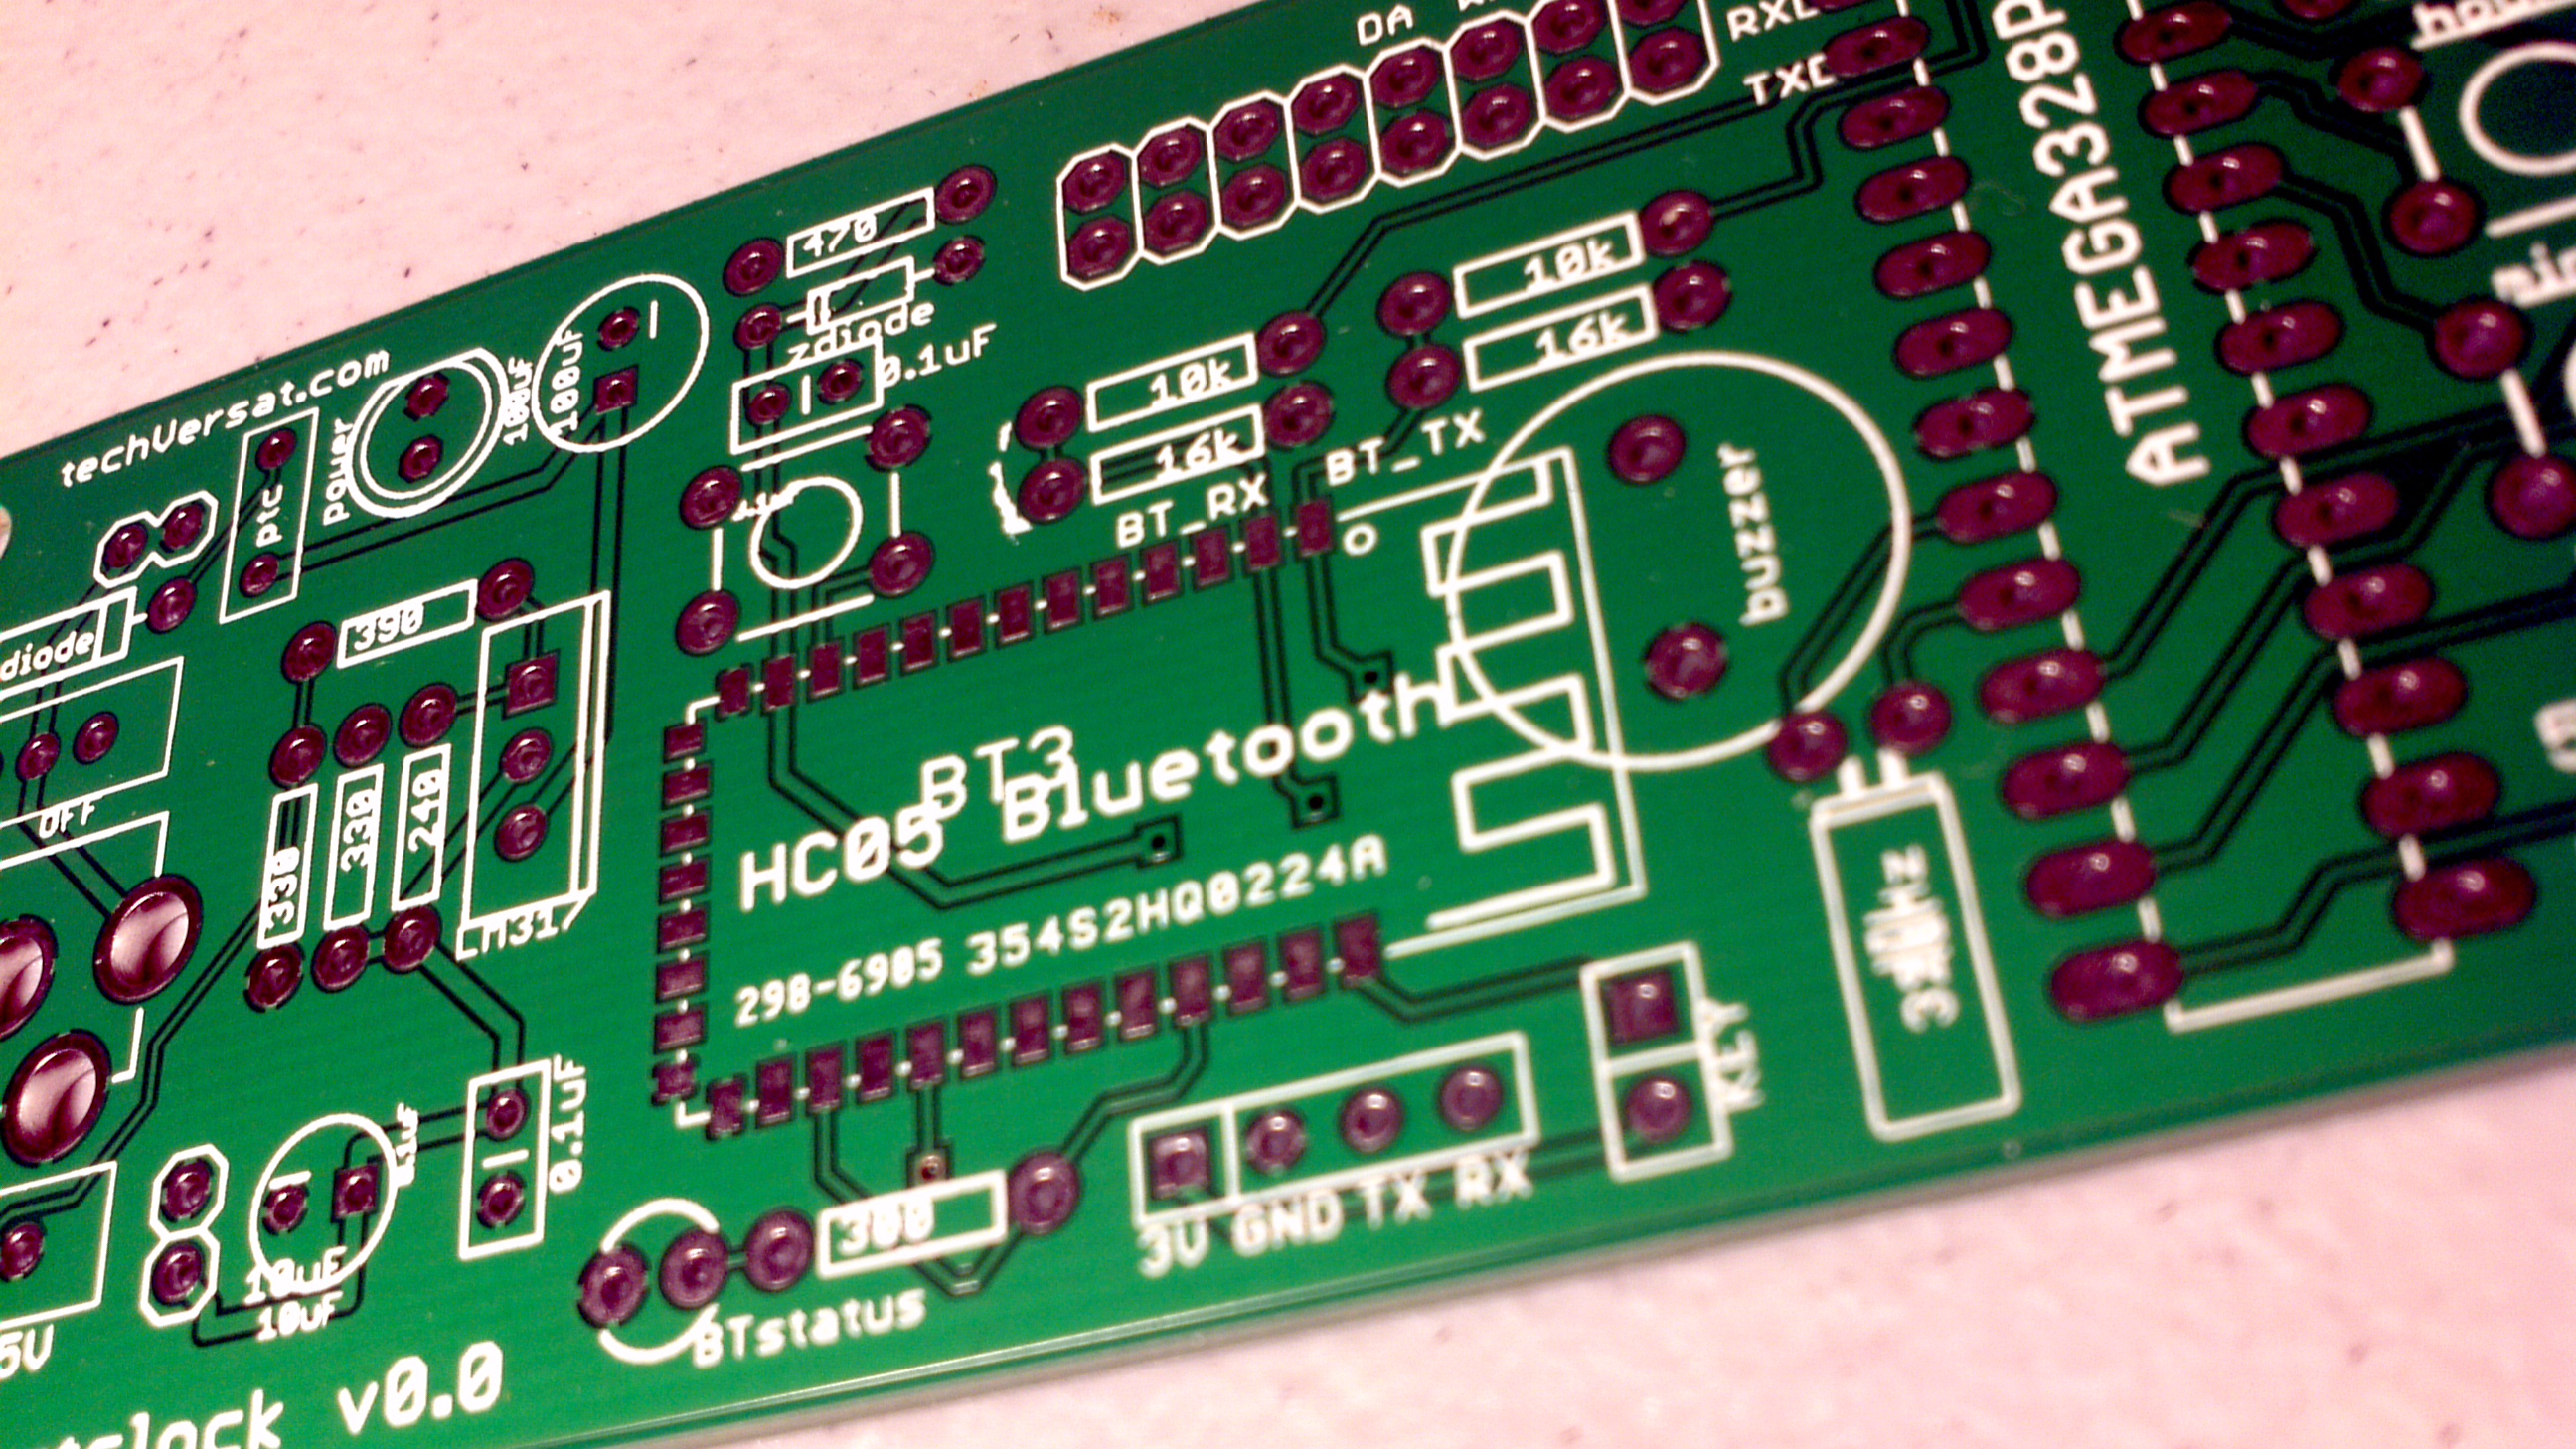 DA
RXD
TXD
ATMEGA328P
470
zdiode
0.1uF
10k
16k
10k
16k
BT_TX
BT_RX
techVersat.com
power
100uF
100uF
ptc
diode
390
OFF
330
330
240
LM317
buzzer
BT3
HC05 Bluetooth
298-6905 354S2HQ0224A
KEY
3V GND TX RX
300
BTstatus
0.1uF
10uF
10uF
5V
v0.0